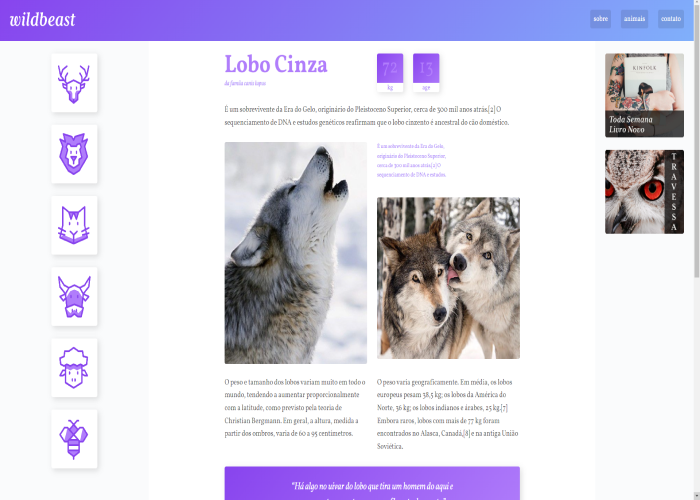 wildbeast
sobre animais contato
Lobo Cinza
da família canis lupus
72
kg
13
age
É um sobrevivente da Era do Gelo, originário do Pleistoceno Superior, cerca de 300 mil anos atrás.[2] O
sequenciamento de DNA e estudos genéticos reafirmam que o lobo cinzento é ancestral do cão doméstico.
É um sobrevivente da Era do Gelo,
originário do Pleistoceno Superior,
cerca de 300 mil anos atrás.[2] O
sequenciamento de DNA e estudos.
O peso e tamanho dos lobos variam muito em todo o
mundo, tendendo a aumentar proporcionalmente
com a latitude, como previsto pela teoria de
Christian Bergmann. Em geral, a altura, medida a
partir dos ombros, varia de 60 a 95 centímetros.
O peso varia geograficamente. Em média, os lobos
europeus pesam 38,5 kg; os lobos da América do
Norte, 36 kg; os lobos indianos e árabes, 25 kg.[7]
Embora raros, lobos com mais de 77 kg foram
encontrados no Alasca, Canadá,[8] e na antiga União
Soviética.
"Há algo no uivar do lobo que tira um homem do aqui e
KINFOLK
Toda Semana
Livro Novo
TRAVESSA